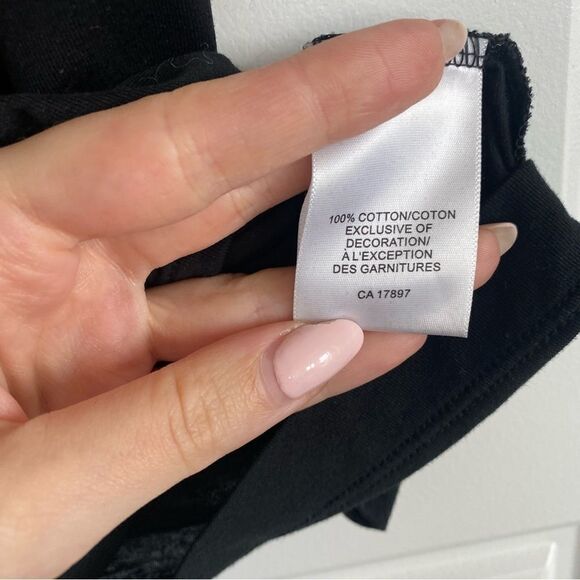 100% COTTON/COTON
EXCLUSIVE OF
DECORATION/
À L'EXCEPTION
DES GARNITURES
CA 17897